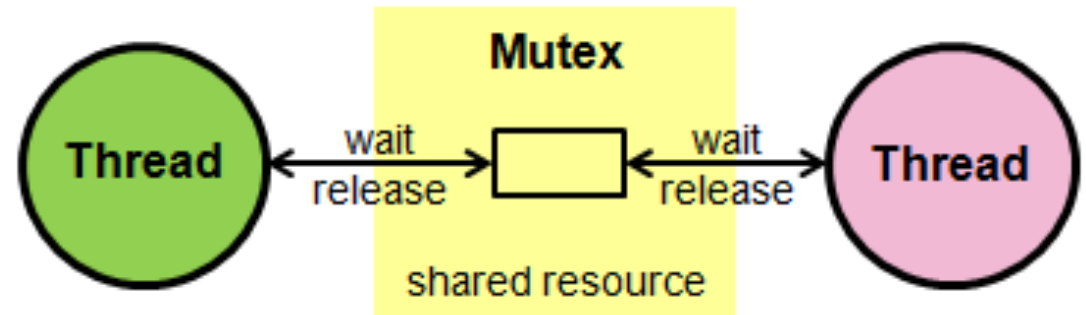 Mutex
Thread
wait
release
wait
release
Thread
shared resource